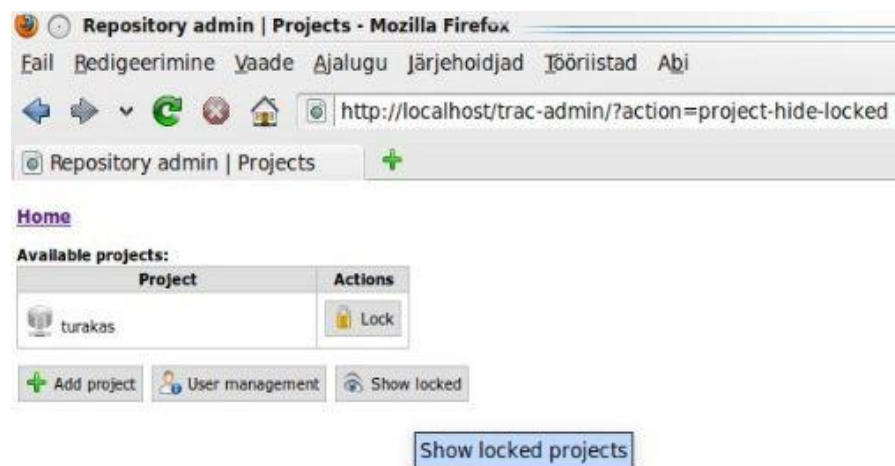 Repository admin | Projects - Mozilla Firefox
Fail Redigeerimine Vaade Ajalugu Järjehoidjad Tööriistad Abi
http://localhost/trac-admin/?action=project-hide-locked
Repository admin | Projects
Home
Available projects:
Project Actions
turakas Lock
Add project User management Show locked
Show locked projects